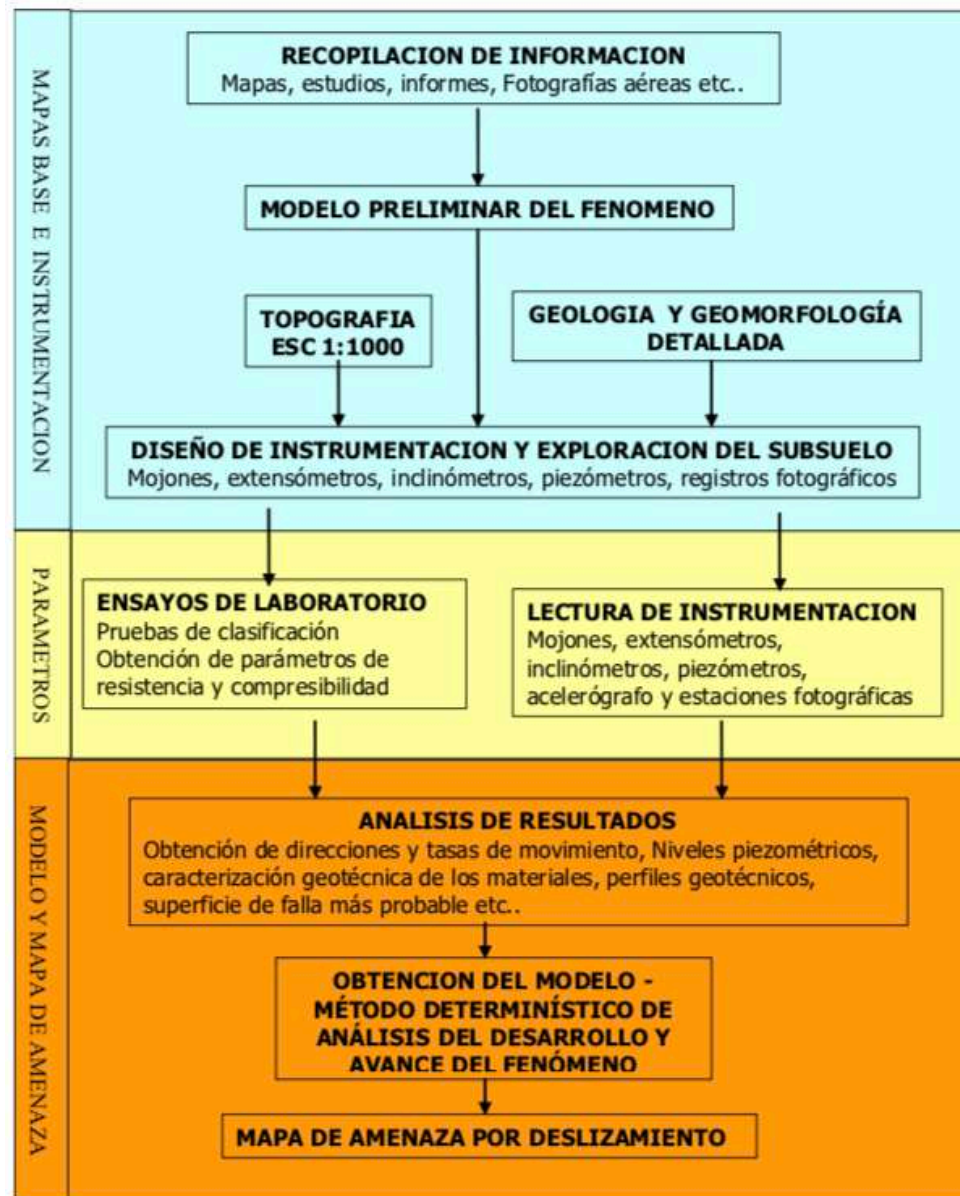 MAPAS BASE E INSTRUMENTACION
RECOPILACION DE INFORMACION
Mapas, estudios, informes, Fotografías aéreas etc..
MODELO PRELIMINAR DEL FENOMENO
TOPOGRAFIA
ESC 1:1000
GEOLOGIA Y GEOMORFOLOGÍA
DETALLADA
DISEÑO DE INSTRUMENTACION Y EXPLORACION DEL SUBSUELO
Mojones, extensómetros, inclinómetros, piezómetros, registros fotográficos
PARAMETROS
ENSAYOS DE LABORATORIO
Pruebas de clasificación
Obtención de parámetros de
resistencia y compresibilidad
LECTURA DE INSTRUMENTACION
Mojones, extensómetros,
inclinómetros, piezómetros,
acelerógrafo y estaciones fotográficas
MODELO Y MAPA DE AMENAZA
ANALISIS DE RESULTADOS
Obtención de direcciones y tasas de movimiento, Niveles piezométricos,
caracterización geotécnica de los materiales, perfiles geotécnicos,
superficie de falla más probable etc..
OBTENCION DEL MODELO -
MÉTODO DETERMINÍSTICO DE
ANÁLISIS DEL DESARROLLO Y
AVANCE DEL FENÓMENO
MAPA DE AMENAZA POR DESLIZAMIENTO